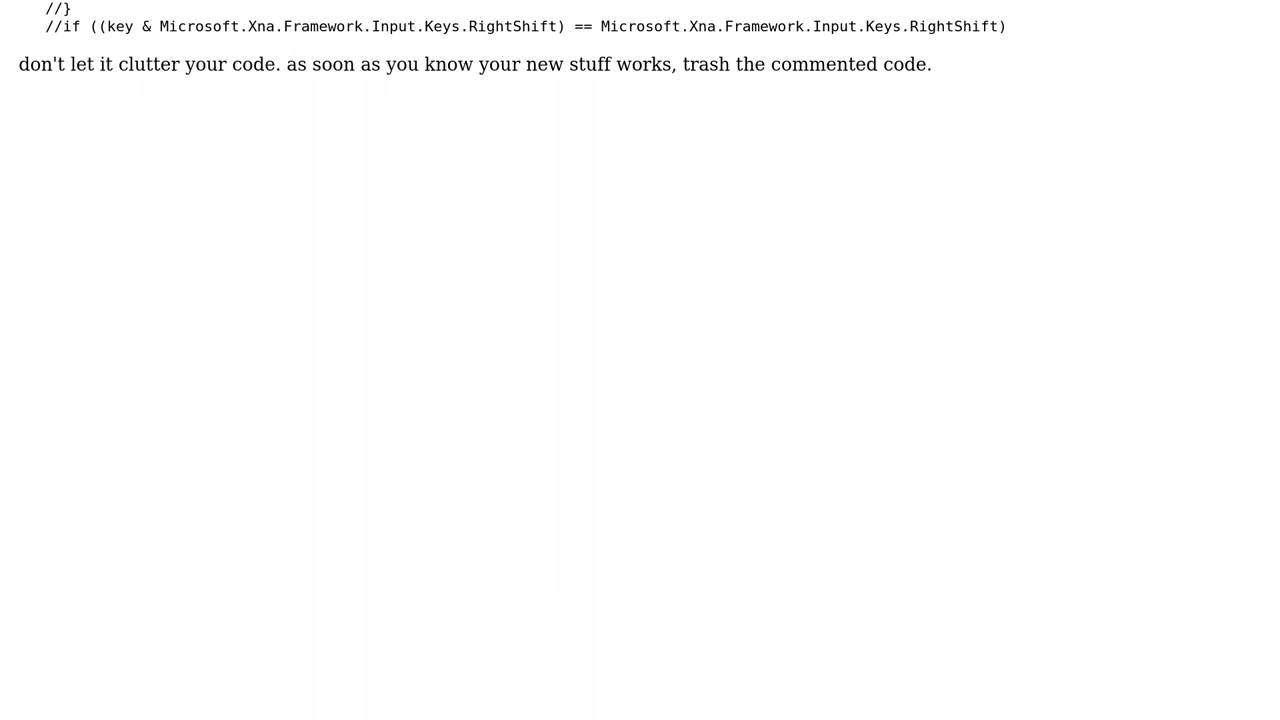 //}
//if ((key & Microsoft.Xna.Framework.Input.Keys.RightShift) == Microsoft.Xna.Framework.Input.Keys.RightShift)
don't let it clutter your code. as soon as you know your new stuff works, trash the commented code.